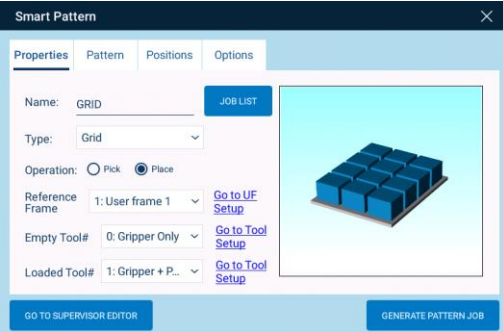 Smart Pattern
Properties Pattern Positions Options
Name: GRID JOB LIST
Type: Grid
Operation: Pick Place
Reference
Frame
1: User frame 1
Go to UF
Setup
Empty Tool# 0: Gripper Only
Go to Tool
Setup
Loaded Tool# 1: Gripper + P...
Go to Tool
Setup
GO TO SUPERVISOR EDITOR GENERATE PATTERN JOB